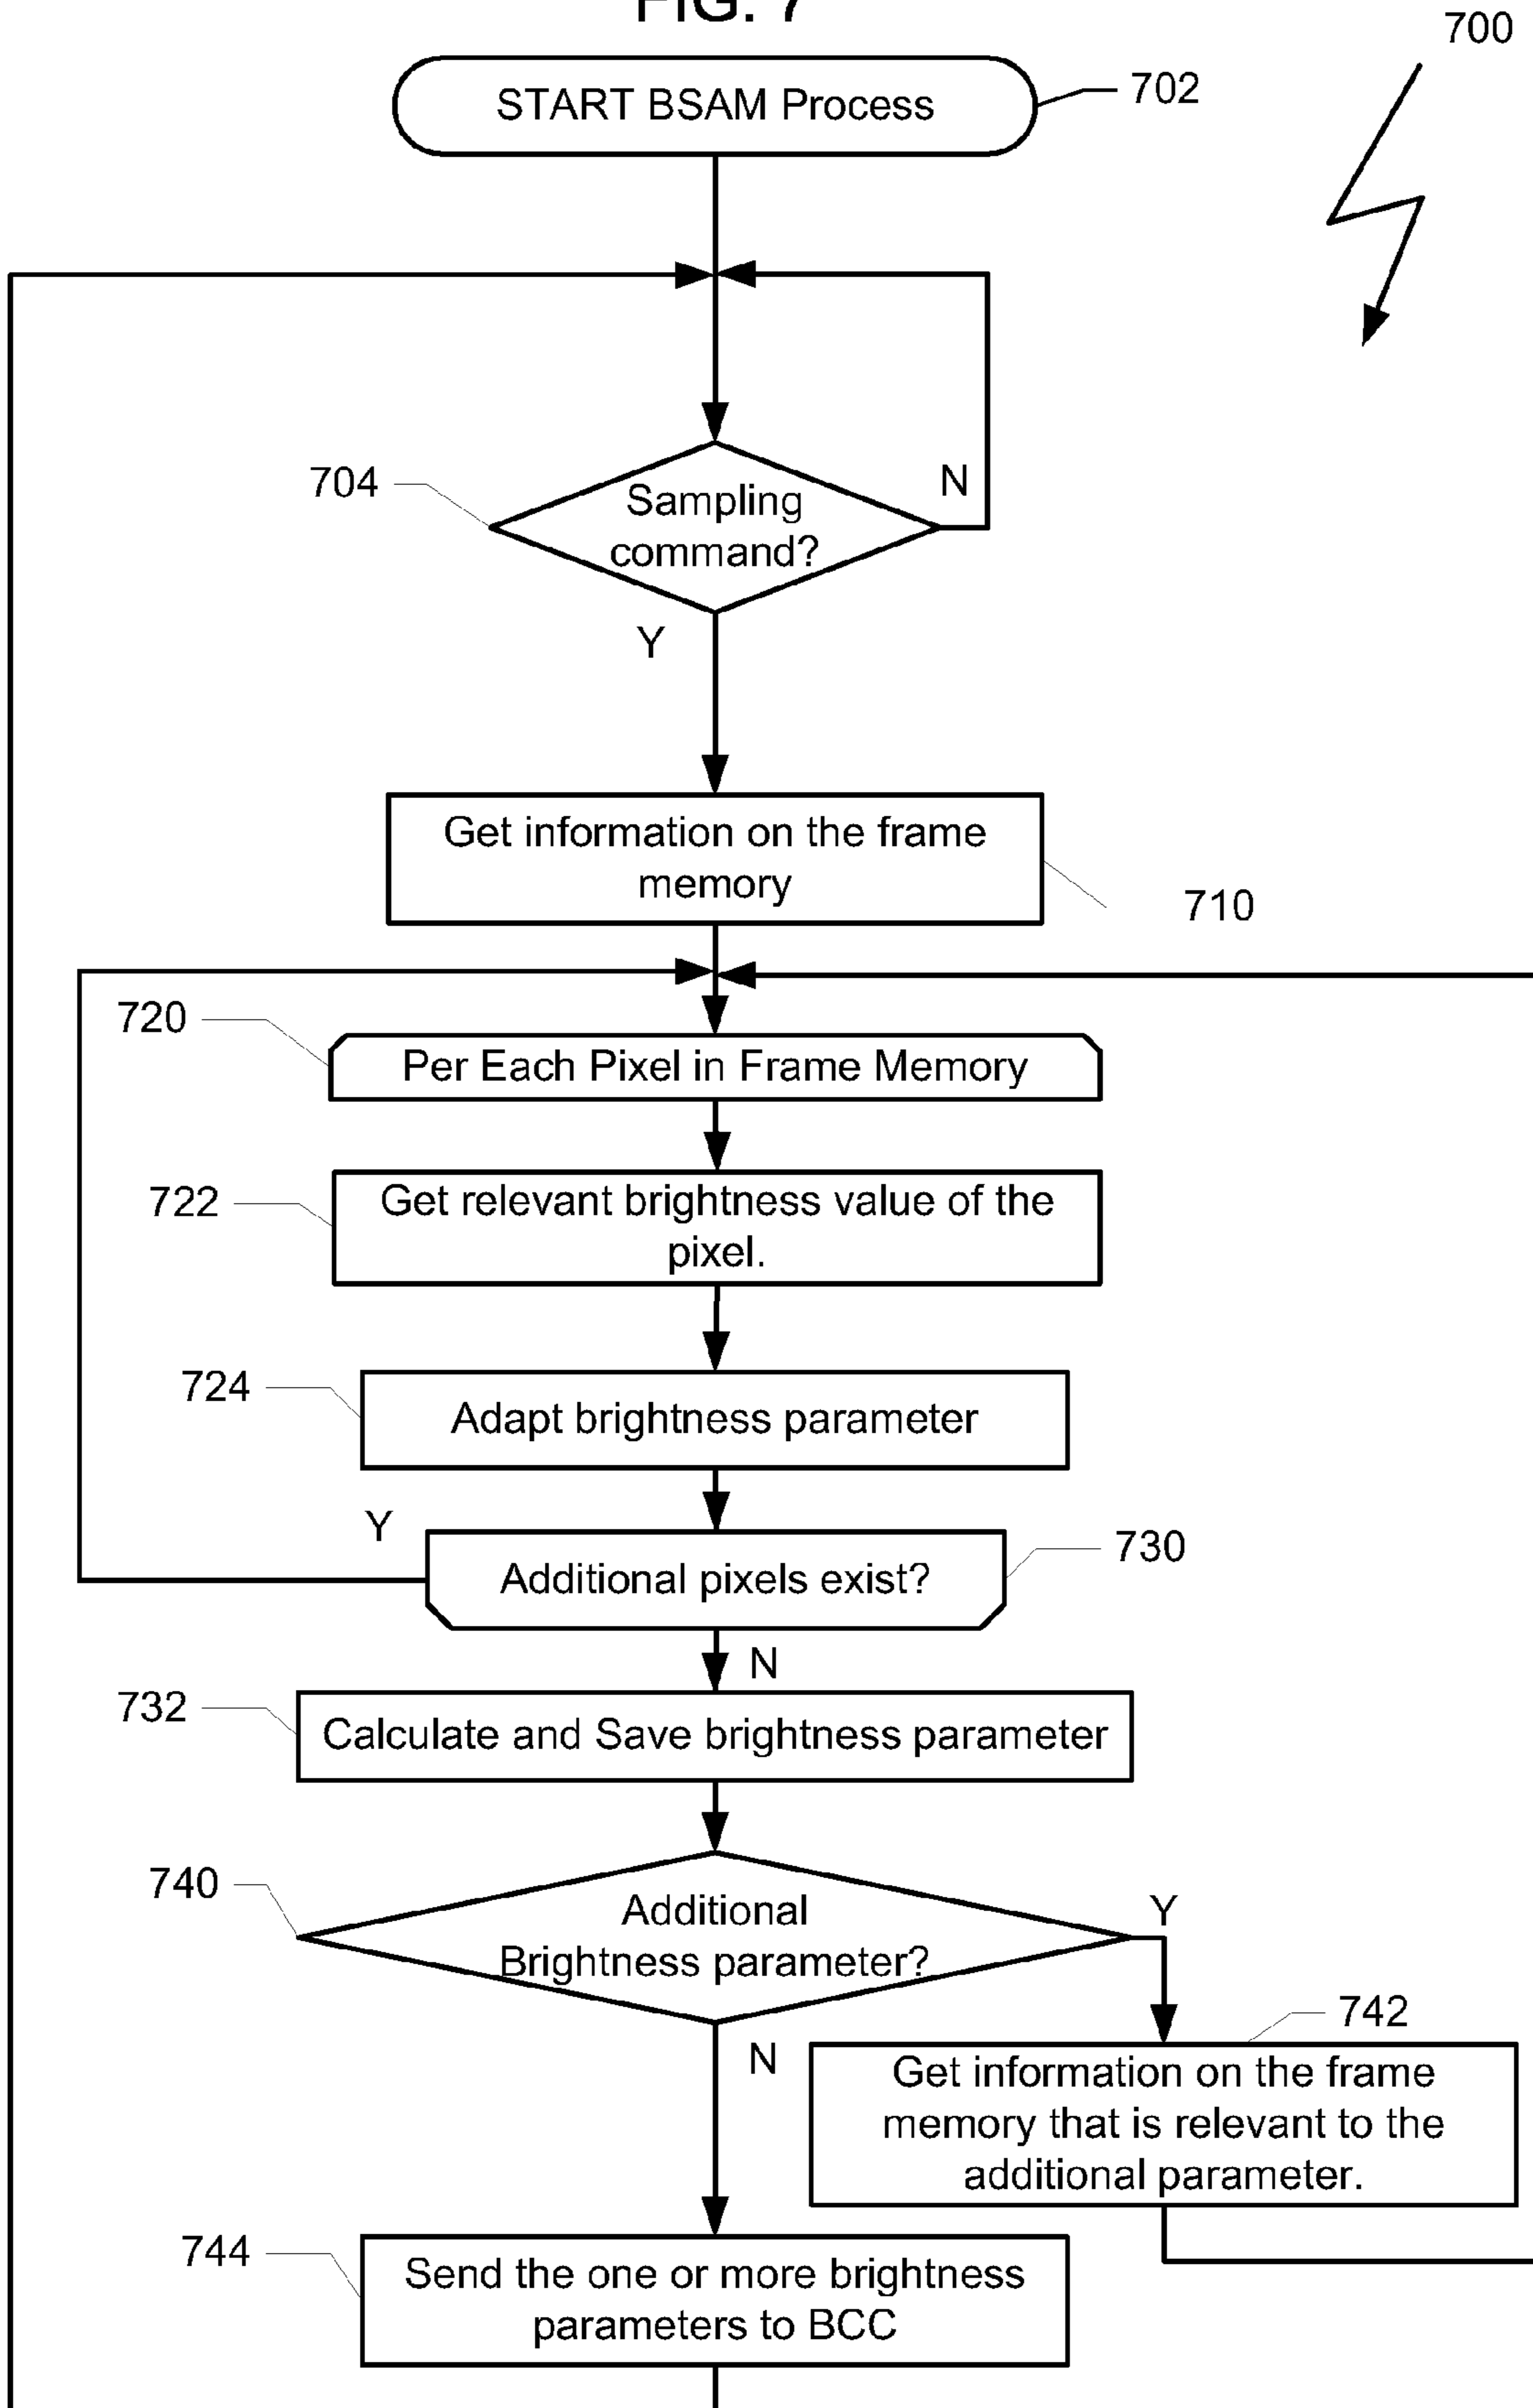 FIG. 7
700
START BSAM Process
702
704
Sampling
command?
N
Y
Get information on the frame
memory
710
720
Per Each Pixel in Frame Memory
722
Get relevant brightness value of the
pixel.
724
Adapt brightness parameter
Y
Additional pixels exist?
730
N
732
Calculate and Save brightness parameter
740
Additional
Brightness parameter?
Y
N
742
Get information on the frame
memory that is relevant to the
additional parameter.
744
Send the one or more brightness
parameters to BCC